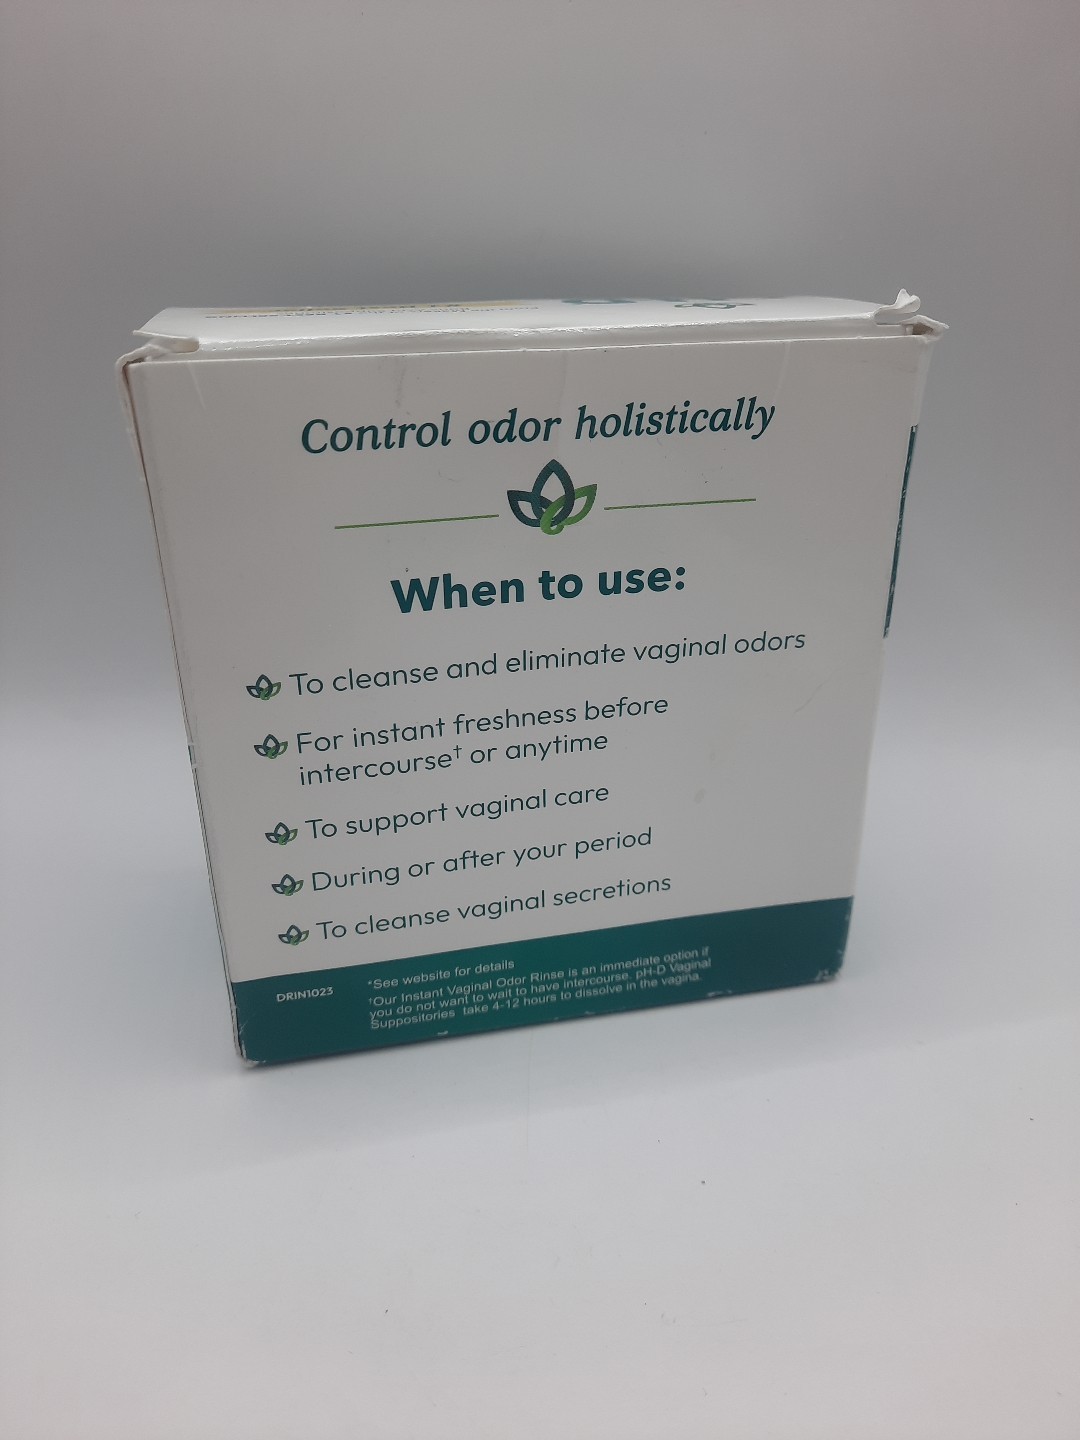 Control odor holistically
When to use:
To cleanse and eliminate vaginal odors
For instant freshness before
intercourse† or anytime
To support vaginal care
During or after your period
To cleanse vaginal secretions
DRIN1023
*See website for details
†Our Instant Vaginal Odor Rinse is an immediate option if
you do not want to wait to have intercourse. pH-D Vaginal
Suppositories take 4-12 hours to dissolve in the vagina.